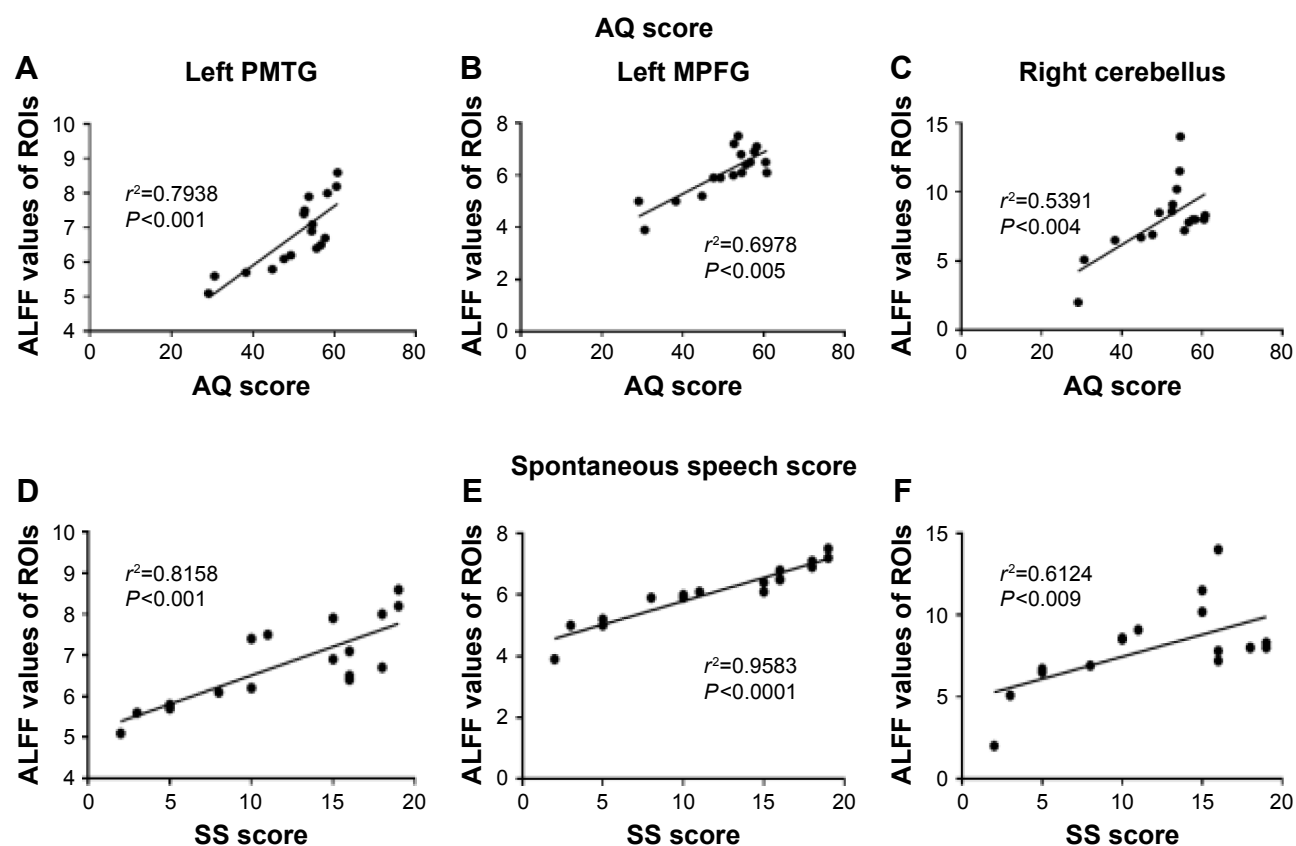 AQ score
A
Left PMTG
B
Left MPFG
C
Right cerebellus
ALFF values of ROIs
10
9
8
7
6
5
4
r²=0.7938
P<0.001
0
20
40
60
80
AQ score
ALFF values of ROIs
8
6
4
2
0
r²=0.6978
P<0.005
0
20
40
60
80
AQ score
ALFF values of ROIs
15
10
5
0
r²=0.5391
P<0.004
0
20
40
60
80
AQ score
Spontaneous speech score
D
ALFF values of ROIs
10
9
8
7
6
5
4
r²=0.8158
P<0.001
0
5
10
15
20
SS score
E
ALFF values of ROIs
8
6
4
2
0
r²=0.9583
P<0.0001
0
5
10
15
20
SS score
F
ALFF values of ROIs
15
10
5
0
r²=0.6124
P<0.009
0
5
10
15
20
SS score